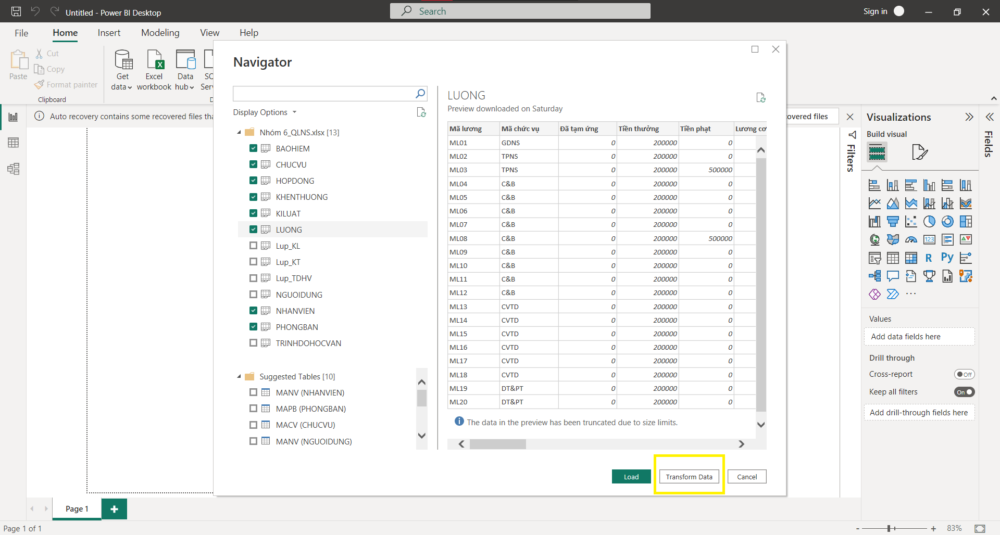 Untitled - Power BI Desktop
Search
Sign in
File
Home
Insert
Modeling
View
Help
Paste
Cut
Copy
Format painter
Clipboard
Get data
Excel workbook
Data hub
Auto recovery contains some recovered files
overed files
Navigator
Display Options
Nhóm 6_QLNS.xlsx [13]
BAOHIEM
CHUCVU
HOPDONG
KHENTHUONG
KILUAT
LUONG
Lup_KL
Lup_KT
Lup_TDHV
NGUOIDUNG
NHANVIEN
PHONGBAN
TRINHDOHOCVAN
Suggested Tables [10]
MANV (NHANVIEN)
MAPB (PHONGBAN)
MACV (CHUCVU)
MANV (NGUOIDUNG)
LUONG
Preview downloaded on Saturday
Mã lương Mã chức vụ Đã tạm ứng Tiền thưởng Tiền phạt Lương cơ
ML01 GDNS 0 200000 0
ML02 TPNS 0 200000 0
ML03 TPNS 0 200000 500000
ML04 C&B 0 200000 0
ML05 C&B 0 200000 0
ML06 C&B 0 200000 0
ML07 C&B 0 200000 0
ML08 C&B 0 200000 500000
ML09 C&B 0 200000 0
ML10 C&B 0 200000 0
ML11 C&B 0 200000 0
ML12 C&B 0 200000 0
ML13 CVTD 0 200000 0
ML14 CVTD 0 200000 0
ML15 CVTD 0 200000 0
ML16 CVTD 0 200000 0
ML17 CVTD 0 200000 0
ML18 CVTD 0 200000 0
ML19 DT&PT 0 200000 0
ML20 DT&PT 0 200000 0
The data in the preview has been truncated due to size limits.
Load
Transform Data
Cancel
Filters
Visualizations
Build visual
123
R
Py
...
Values
Add data fields here
Drill through
Cross-report
Off
Keep all filters
On
Add drill-through fields here
Fields
Page 1
Page 1 of 1
- + 83%